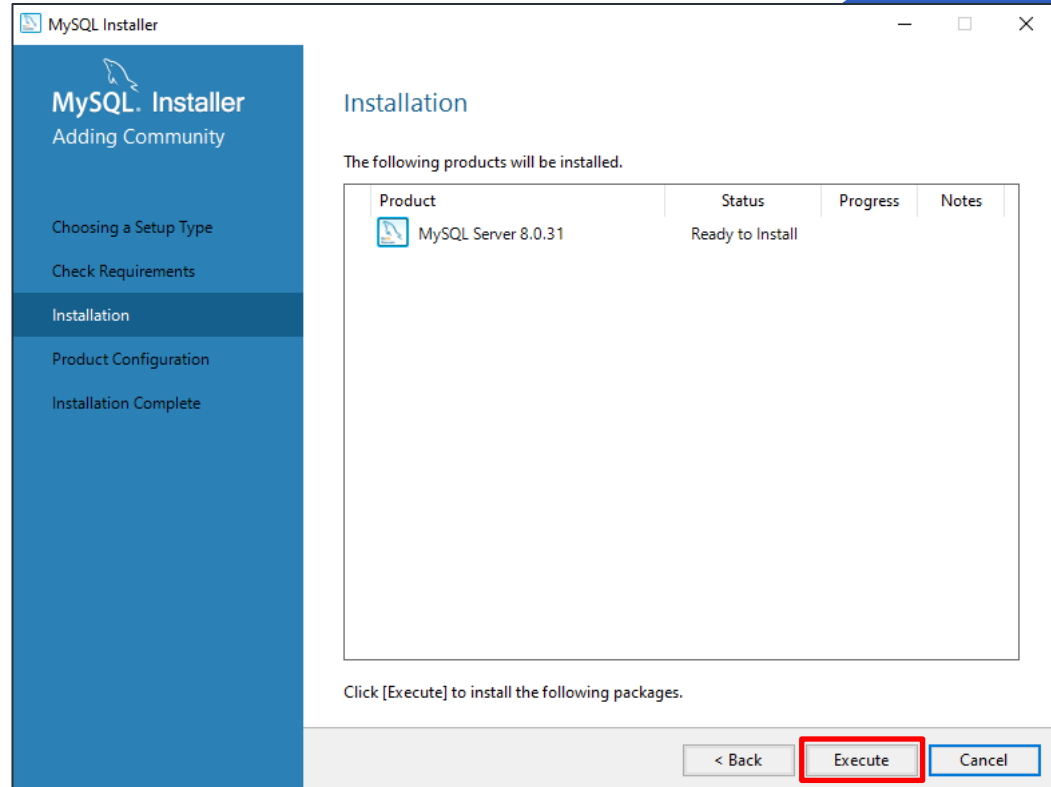 MySQL Installer
MySQL. Installer
Adding Community
Choosing a Setup Type
Check Requirements
Installation
Product Configuration
Installation Complete
Installation
The following products will be installed.
Product Status Progress Notes
MySQL Server 8.0.31 Ready to Install
Click [Execute] to install the following packages.
< Back Execute Cancel